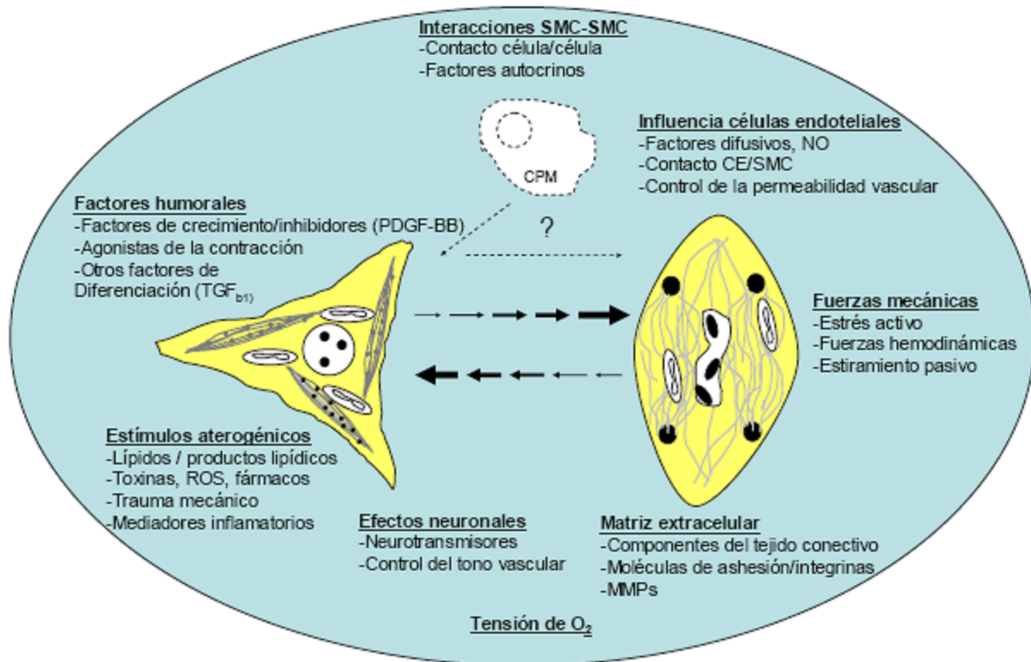 Interacciones SMC-SMC
-Contacto célula/célula
-Factores autocrinos
CPM
Influencia células endoteliales
-Factores difusivos, NO
-Contacto CE/SMC
-Control de la permeabilidad vascular
Factores humorales
-Factores de crecimiento/inhibidores (PDGF-BB)
-Agonistas de la contracción
-Otros factores de
Diferenciación (TGFb1)
?
Fuerzas mecánicas
-Estrés activo
-Fuerzas hemodinámicas
-Estiramiento pasivo
Estímulos aterogénicos
-Lípidos / productos lipídicos
-Toxinas, ROS, fármacos
-Trauma mecánico
-Mediadores inflamatorios
Efectos neuronales
-Neurotransmisores
-Control del tono vascular
Matriz extracelular
-Componentes del tejido conectivo
-Moléculas de ashesión/integrinas
-MMPs
Tensión de O2